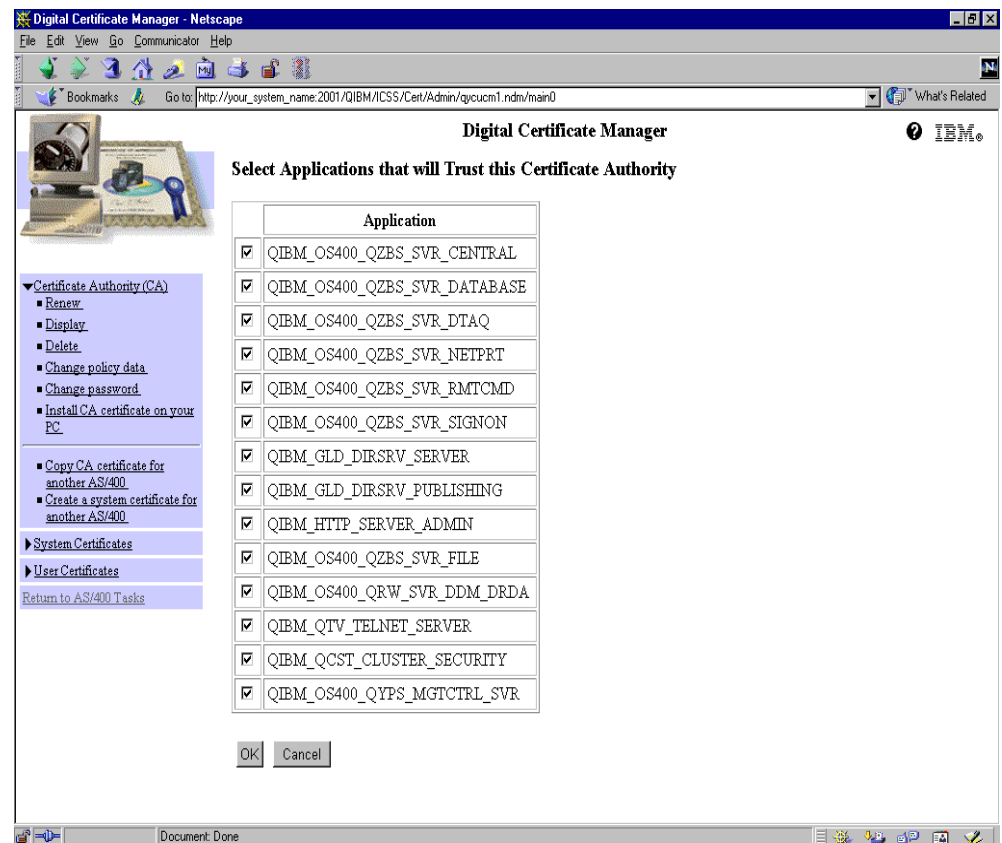 Digital Certificate Manager - Netscape
File Edit View Go Communicator Help
My
N
Bookmarks Go to: http://your_system_name:2001/QIBM/ICSS/Cert/Admin/qycucm1.ndm/main0 What's Related
Digital Certificate Manager
IBM®
Select Applications that will Trust this Certificate Authority
Certificate Authority (CA)
Renew
Display
Delete
Change policy data
Change password
Install CA certificate on your
PC
Copy CA certificate for
another AS/400
Create a system certificate for
another AS/400
System Certificates
User Certificates
Return to AS/400 Tasks
Application
QIBM_OS400_QZBS_SVR_CENTRAL
QIBM_OS400_QZBS_SVR_DATABASE
QIBM_OS400_QZBS_SVR_DTAQ
QIBM_OS400_QZBS_SVR_NETPRT
QIBM_OS400_QZBS_SVR_RMTCMD
QIBM_OS400_QZBS_SVR_SIGNON
QIBM_GLD_DIRSRV_SERVER
QIBM_GLD_DIRSRV_PUBLISHING
QIBM_HTTP_SERVER_ADMIN
QIBM_OS400_QZBS_SVR_FILE
QIBM_OS400_QRW_SVR_DDM_DRDA
QIBM_QTV_TELNET_SERVER
QIBM_QCST_CLUSTER_SECURITY
QIBM_OS400_QYPS_MGTCTRL_SVR
OK Cancel
Document: Done